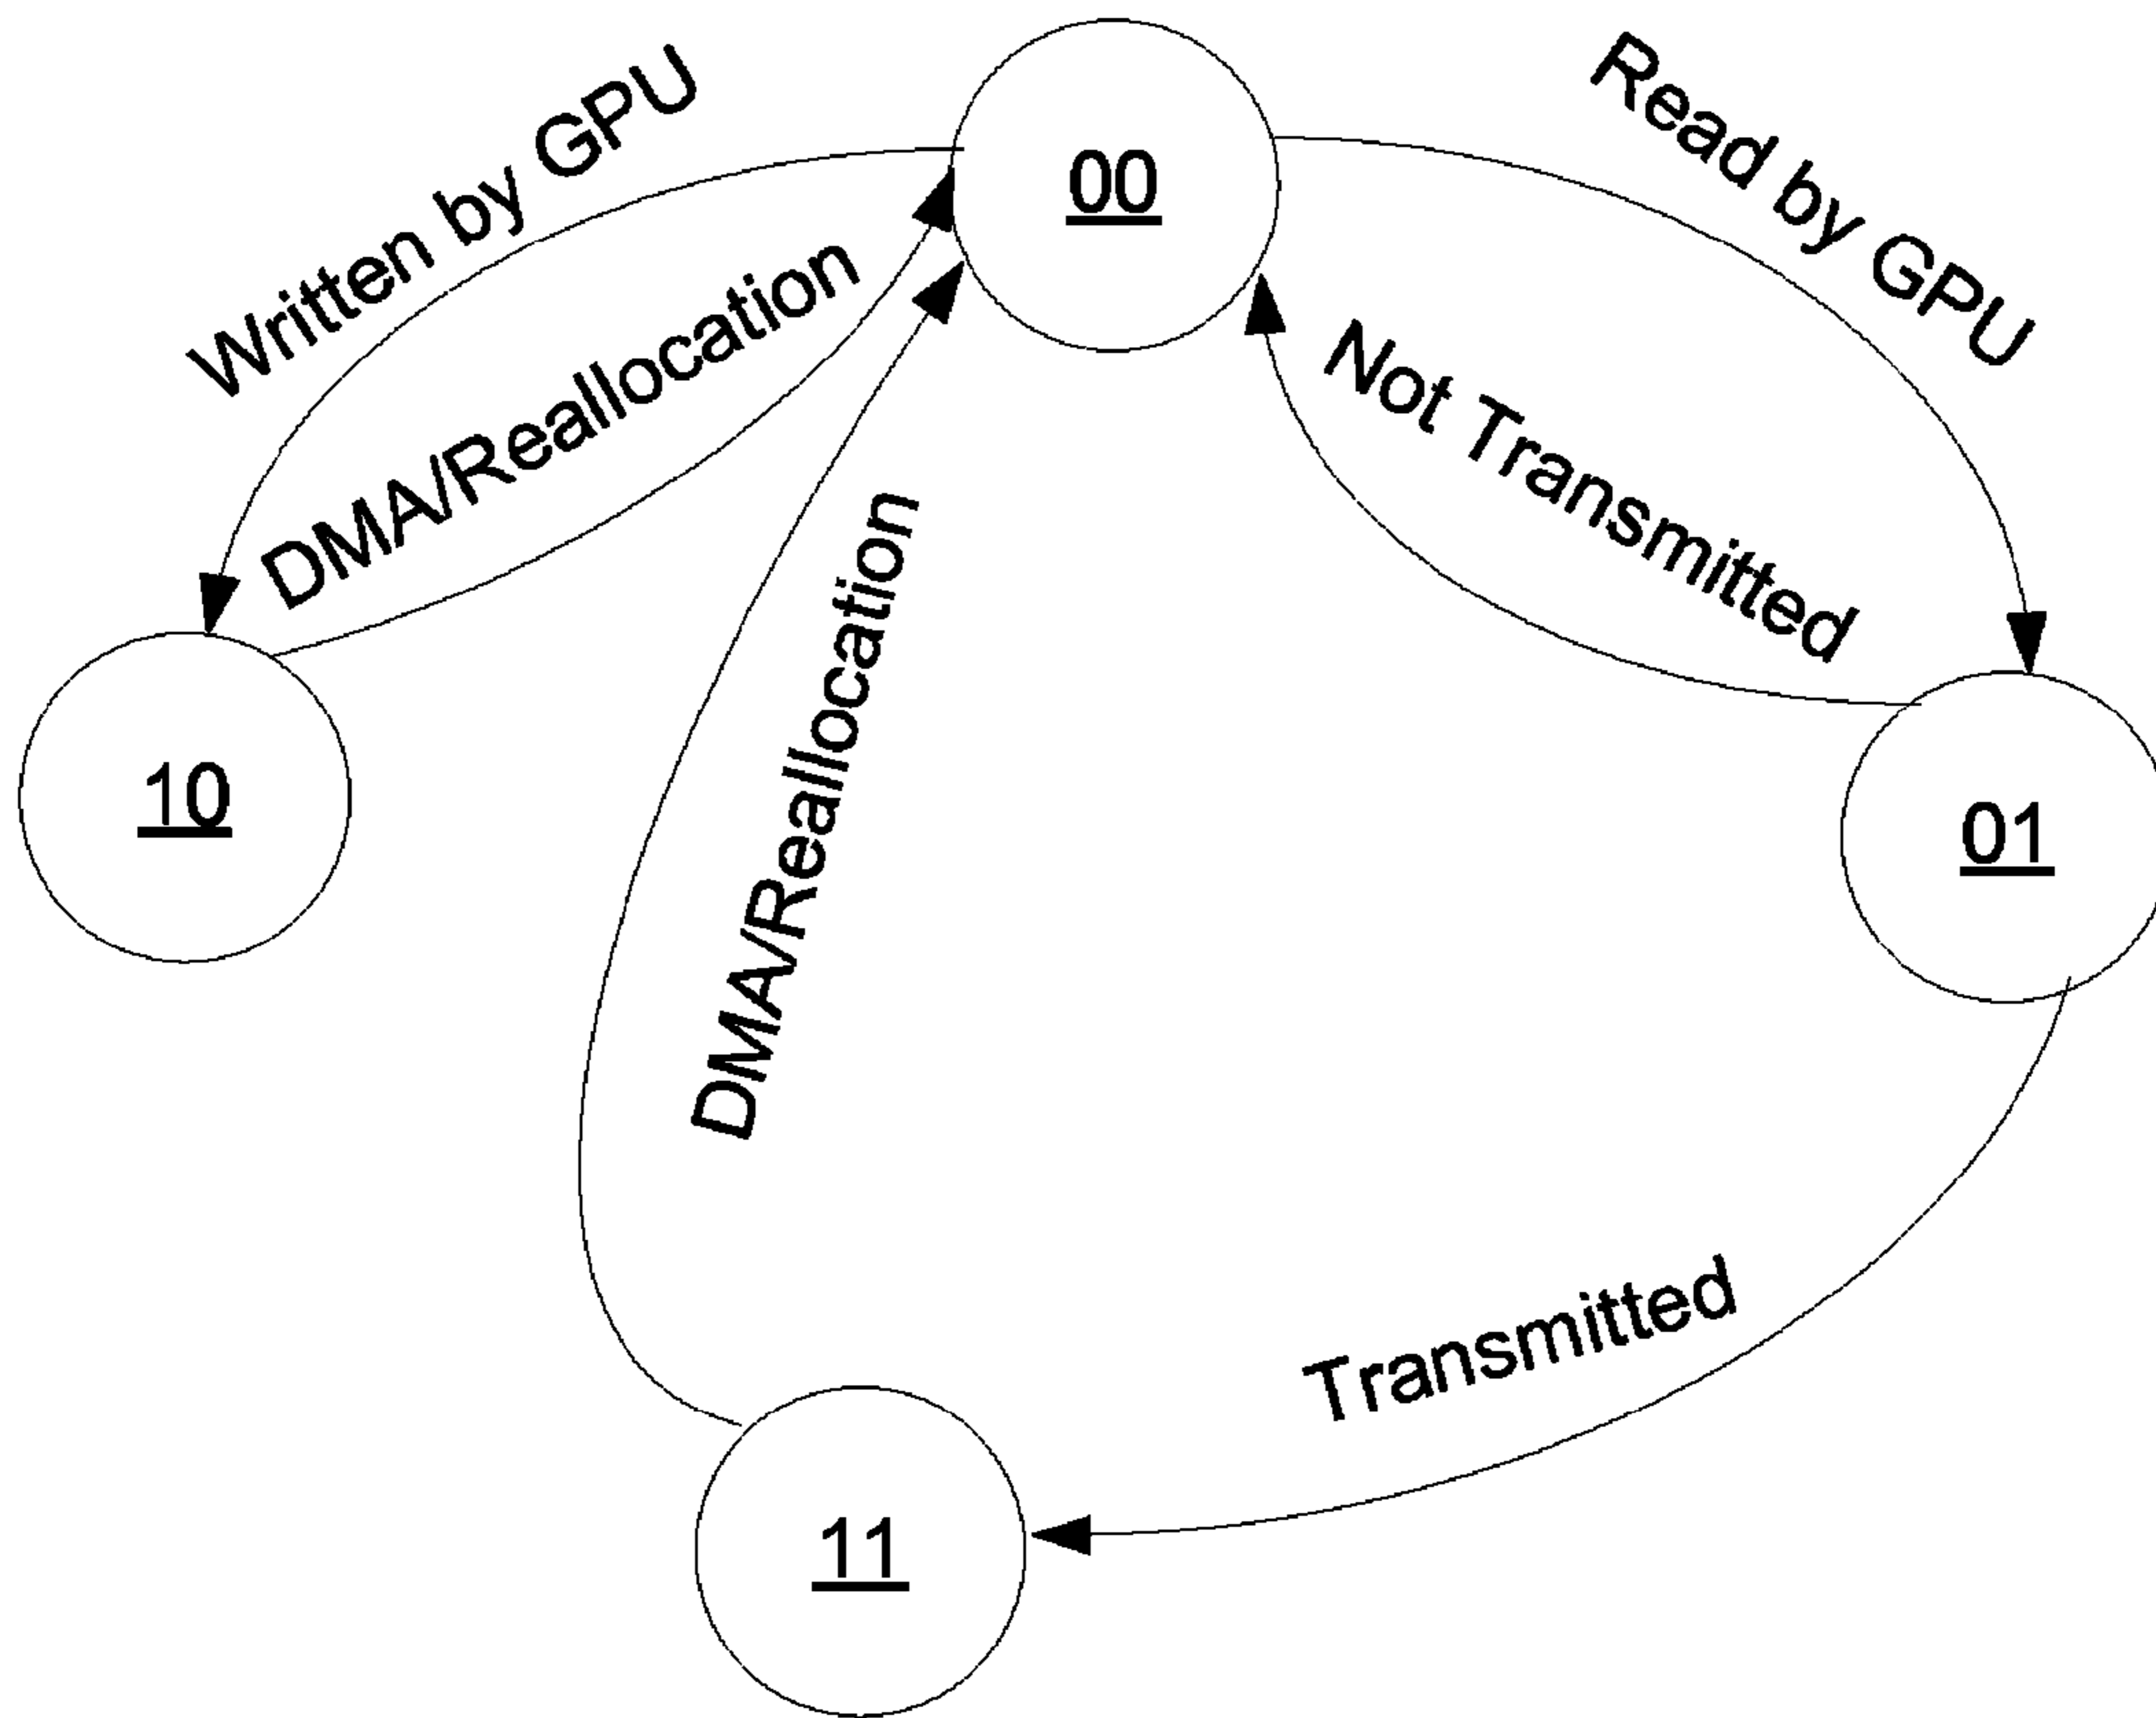 Written by GPU
00
Read by GPU
DMA/Reallocation
Not Transmitted
DMA/Reallocation
10
01
Transmitted
11